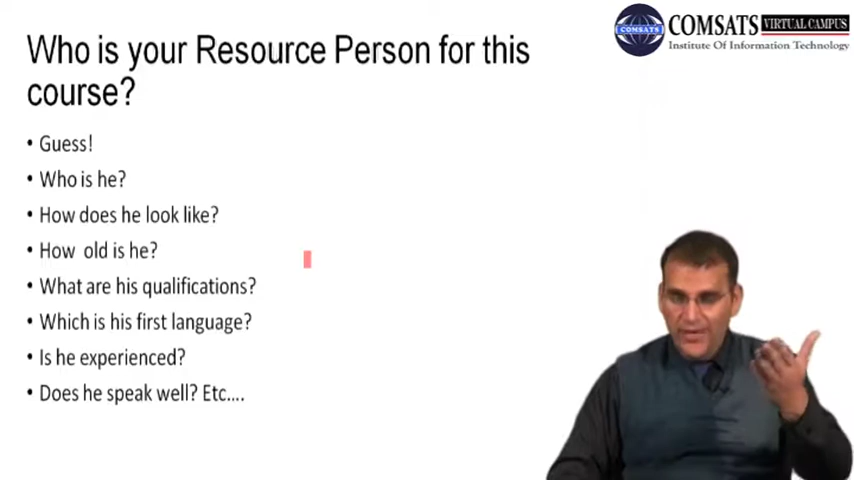 COMSATS
COMSATS VIRTUAL CAMPUS
Institute Of Information Technology
Who is your Resource Person for this
course?
• Guess!
• Who is he?
• How does he look like?
• How old is he?
• What are his qualifications?
• Which is his first language?
• Is he experienced?
• Does he speak well? Etc....